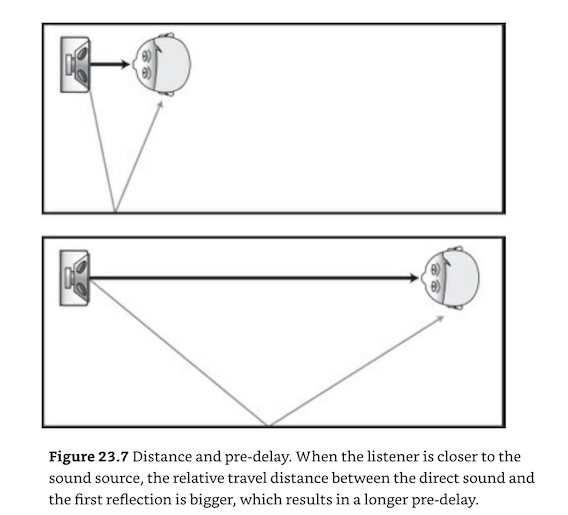 Figure 23.7 Distance and pre-delay. When the listener is closer to the
sound source, the relative travel distance between the direct sound and
the first reflection is bigger, which results in a longer pre-delay.